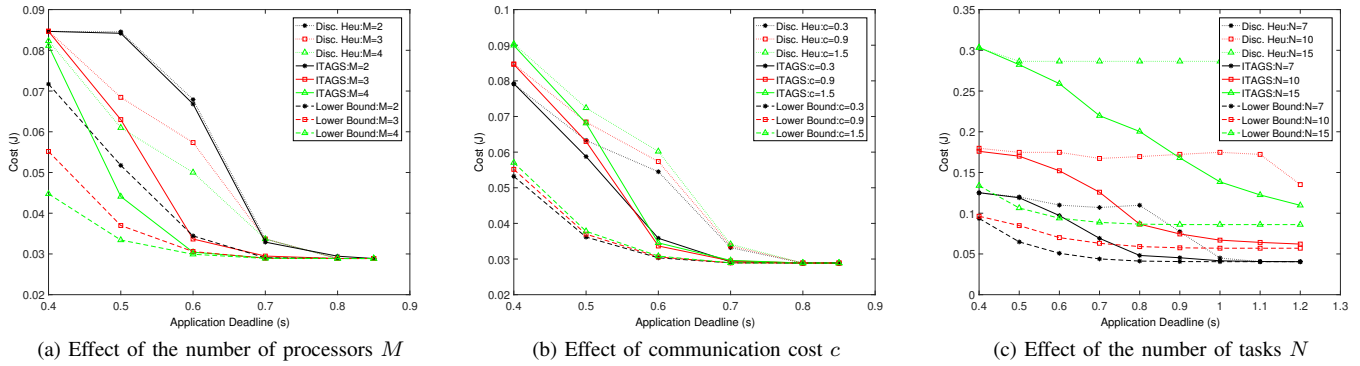 0.09
0.08
0.07
0.06
0.05
0.04
0.03
0.02
Cost (J)
0.4 0.5 0.6 0.7 0.8 0.9
Application Deadline (s)
Disc. Heu:M=2
Disc. Heu:M=3
Disc. Heu:M=4
ITAGS:M=2
ITAGS:M=3
ITAGS:M=4
Lower Bound:M=2
Lower Bound:M=3
Lower Bound:M=4
(a) Effect of the number of processors M
0.1
0.09
0.08
0.07
0.06
0.05
0.04
0.03
0.02
Cost (J)
0.4 0.5 0.6 0.7 0.8 0.9
Application Deadline (s)
Disc. Heu:c=0.3
Disc. Heu:c=0.9
Disc. Heu:c=1.5
ITAGS:c=0.3
ITAGS:c=0.9
ITAGS:c=1.5
Lower Bound:c=0.3
Lower Bound:c=0.9
Lower Bound:c=1.5
(b) Effect of communication cost c
0.35
0.3
0.25
0.2
0.15
0.1
0.05
0
Cost (J)
0.4 0.5 0.6 0.7 0.8 0.9 1 1.1 1.2 1.3
Application Deadline (s)
Disc. Heu:N=7
Disc. Heu:N=10
Disc. Heu:N=15
ITAGS:N=7
ITAGS:N=10
ITAGS:N=15
Lower Bound:N=7
Lower Bound:N=10
Lower Bound:N=15
(c) Effect of the number of tasks N